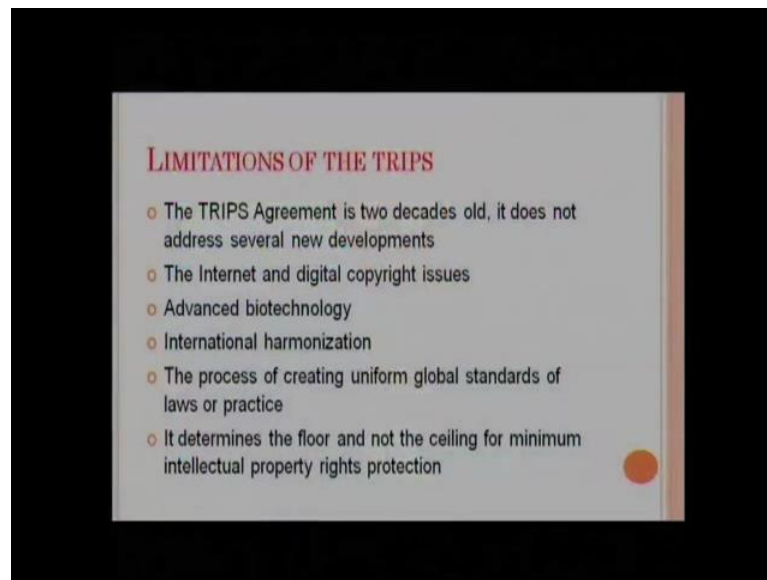 LIMITATIONS OF THE TRIPS
o The TRIPS Agreement is two decades old, it does not
address several new developments
o The Internet and digital copyright issues
o Advanced biotechnology
o International harmonization
o The process of creating uniform global standards of
laws or practice
o It determines the floor and not the ceiling for minimum
intellectual property rights protection